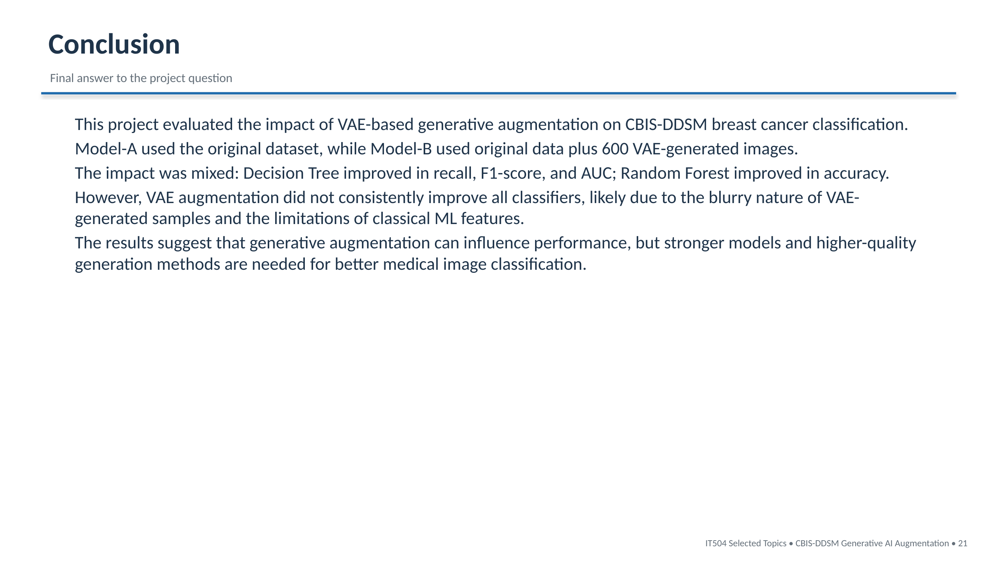 Conclusion
Final answer to the project question
This project evaluated the impact of VAE-based generative augmentation on CBIS-DDSM breast cancer classification.
Model-A used the original dataset, while Model-B used original data plus 600 VAE-generated images.
The impact was mixed: Decision Tree improved in recall, F1-score, and AUC; Random Forest improved in accuracy.
However, VAE augmentation did not consistently improve all classifiers, likely due to the blurry nature of VAE-
generated samples and the limitations of classical ML features.
The results suggest that generative augmentation can influence performance, but stronger models and higher-quality
generation methods are needed for better medical image classification.
IT504 Selected Topics • CBIS-DDSM Generative AI Augmentation • 21